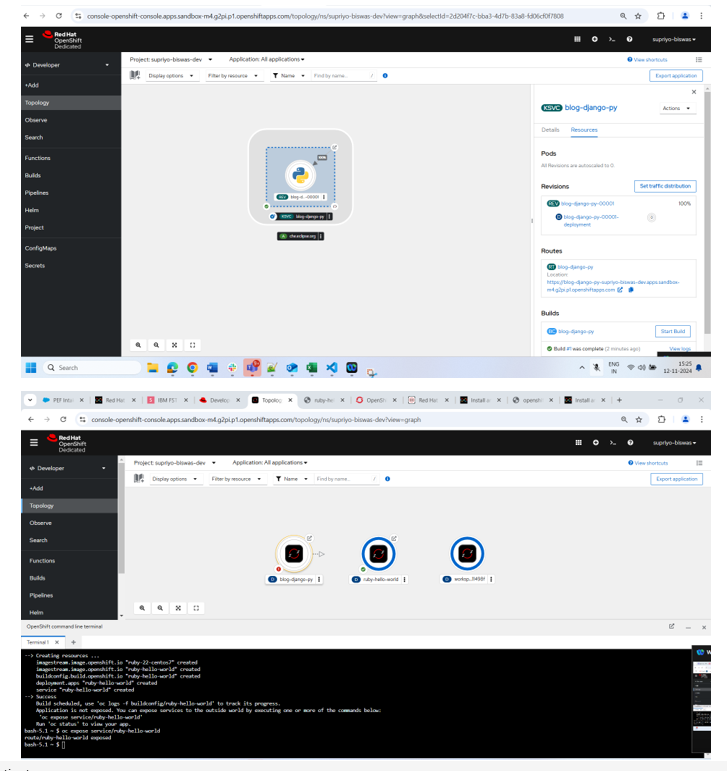 console-openshift-console.apps.sandbox-m4.g2pi.p1.openshiftapps.com/topology/ns/supriyo-biswas-dev?view=graph&selectId=2d204f7c-bba3-4d7b-83a8-fd06cf0f7808
Red Hat
OpenShift
Dedicated
supriyo-biswas
Developer
Project: supriyo-biswas-dev
Application: All applications
View shortcuts
Display options
Filter by resource
Name
Find by name...
/
Export application
+Add
Topology
Observe
Search
Functions
Builds
Pipelines
Helm
Project
ConfigMaps
Secrets
REV blog-d...-00001
KSVC blog-django-py
A che.eclipse.org
KSVC blog-django-py
Actions
Details
Resources
Pods
All Revisions are autoscaled to 0.
Revisions
Set traffic distribution
REV blog-django-py-00001
100%
D blog-django-py-00001-
deployment
Routes
RT blog-django-py
Location:
https://blog-django-py-supriyo-biswas-dev.apps.sandbox-
m4.g2pi.p1.openshiftapps.com
Builds
BC blog-django-py
Start Build
Build #1 was complete (2 minutes ago)
View logs
Search
ENG
IN
15:25
12-11-2024
PEF Intu
Red Hat
IBM FS
Develop
Topolog
ruby-he
OpenSh
Red Hat
Install a
openshi
Install a
console-openshift-console.apps.sandbox-m4.g2pi.p1.openshiftapps.com/topology/ns/supriyo-biswas-dev?view=graph
Red Hat
OpenShift
Dedicated
supriyo-biswas
Developer
Project: supriyo-biswas-dev
Application: All applications
View shortcuts
Display options
Filter by resource
Name
Find by name...
/
Export application
+Add
Topology
Observe
Search
Functions
Builds
Pipelines
Helm
D blog-django-py
D ruby-hello-world
OpenShift command line terminal
Terminal 1
--> Creating resources ...
imagestream.image.openshift.io "ruby-22-centos7" created
imagestream.image.openshift.io "ruby-hello-world" created
buildconfig.build.openshift.io "ruby-hello-world" created
deployment.apps "ruby-hello-world" created
service "ruby-hello-world" created
--> Success
Build scheduled, use 'oc logs -f buildconfig/ruby-hello-world' to track its progress.
Application is not exposed. You can expose services to the outside world by executing one or more of the commands below:
'oc expose service/ruby-hello-world'
Run 'oc status' to view your app.
bash-5.1 ~ $ oc expose service/ruby-hello-world
route/ruby-hello-world exposed
bash-5.1 ~ $